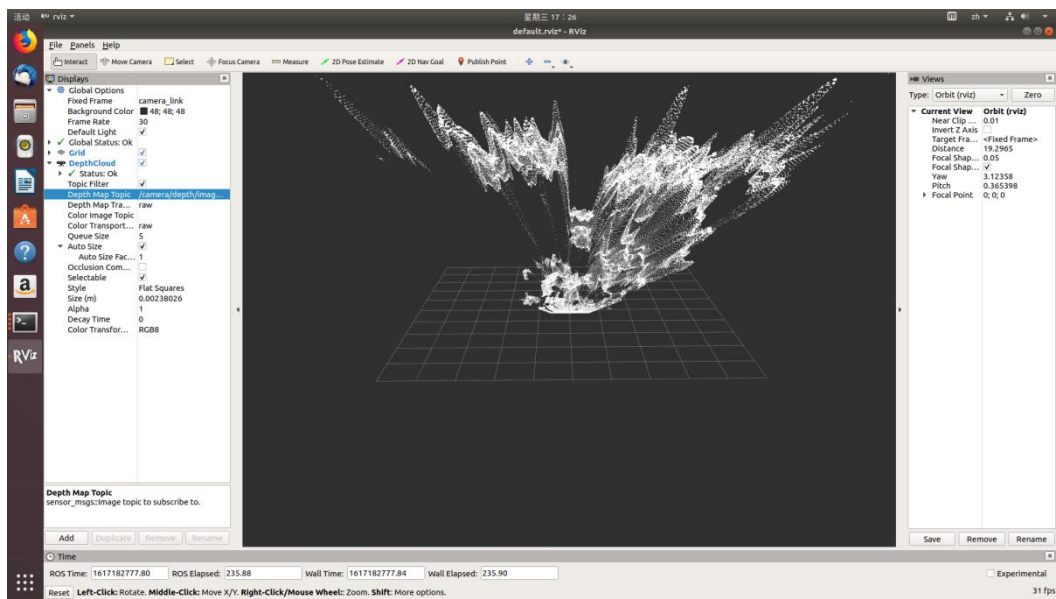 活动 rviz 星期三 17：26 zh
default.rviz* - RViz
File Panels Help
Interact Move Camera Select Focus Camera Measure 2D Pose Estimate 2D Nav Goal Publish Point
Displays
Global Options
Fixed Frame camera_link
Background Color 48; 48; 48
Frame Rate 30
Default Light
Global Status: Ok
Grid
DepthCloud
Status: Ok
Topic Filter
Depth Map Topic /camera/depth/imag...
Depth Map Tra... raw
Color Image Topic
Color Transport... raw
Queue Size 5
Auto Size
Auto Size Fac... 1
Occlusion Com...
Selectable
Style Flat Squares
Size (m) 0.00238026
Alpha 1
Decay Time 0
Color Transfor... RGB8
Depth Map Topic
sensor_msgs::Image topic to subscribe to.
Add Duplicate Remove Rename
Views
Type: Orbit (rviz) Zero
Current View Orbit (rviz)
Near Clip ... 0.01
Invert Z Axis
Target Fra... <Fixed Frame>
Distance 19.2965
Focal Shap... 0.05
Focal Shap...
Yaw 3.12358
Pitch 0.365398
Focal Point 0; 0; 0
Save Remove Rename
Time
ROS Time: 1617182777.80 ROS Elapsed: 235.88 Wall Time: 1617182777.84 Wall Elapsed: 235.90 Experimental
Reset Left-Click: Rotate. Middle-Click: Move X/Y. Right-Click/Mouse Wheel: Zoom. Shift: More options. 31 fps
A
?
a
>_
RViz